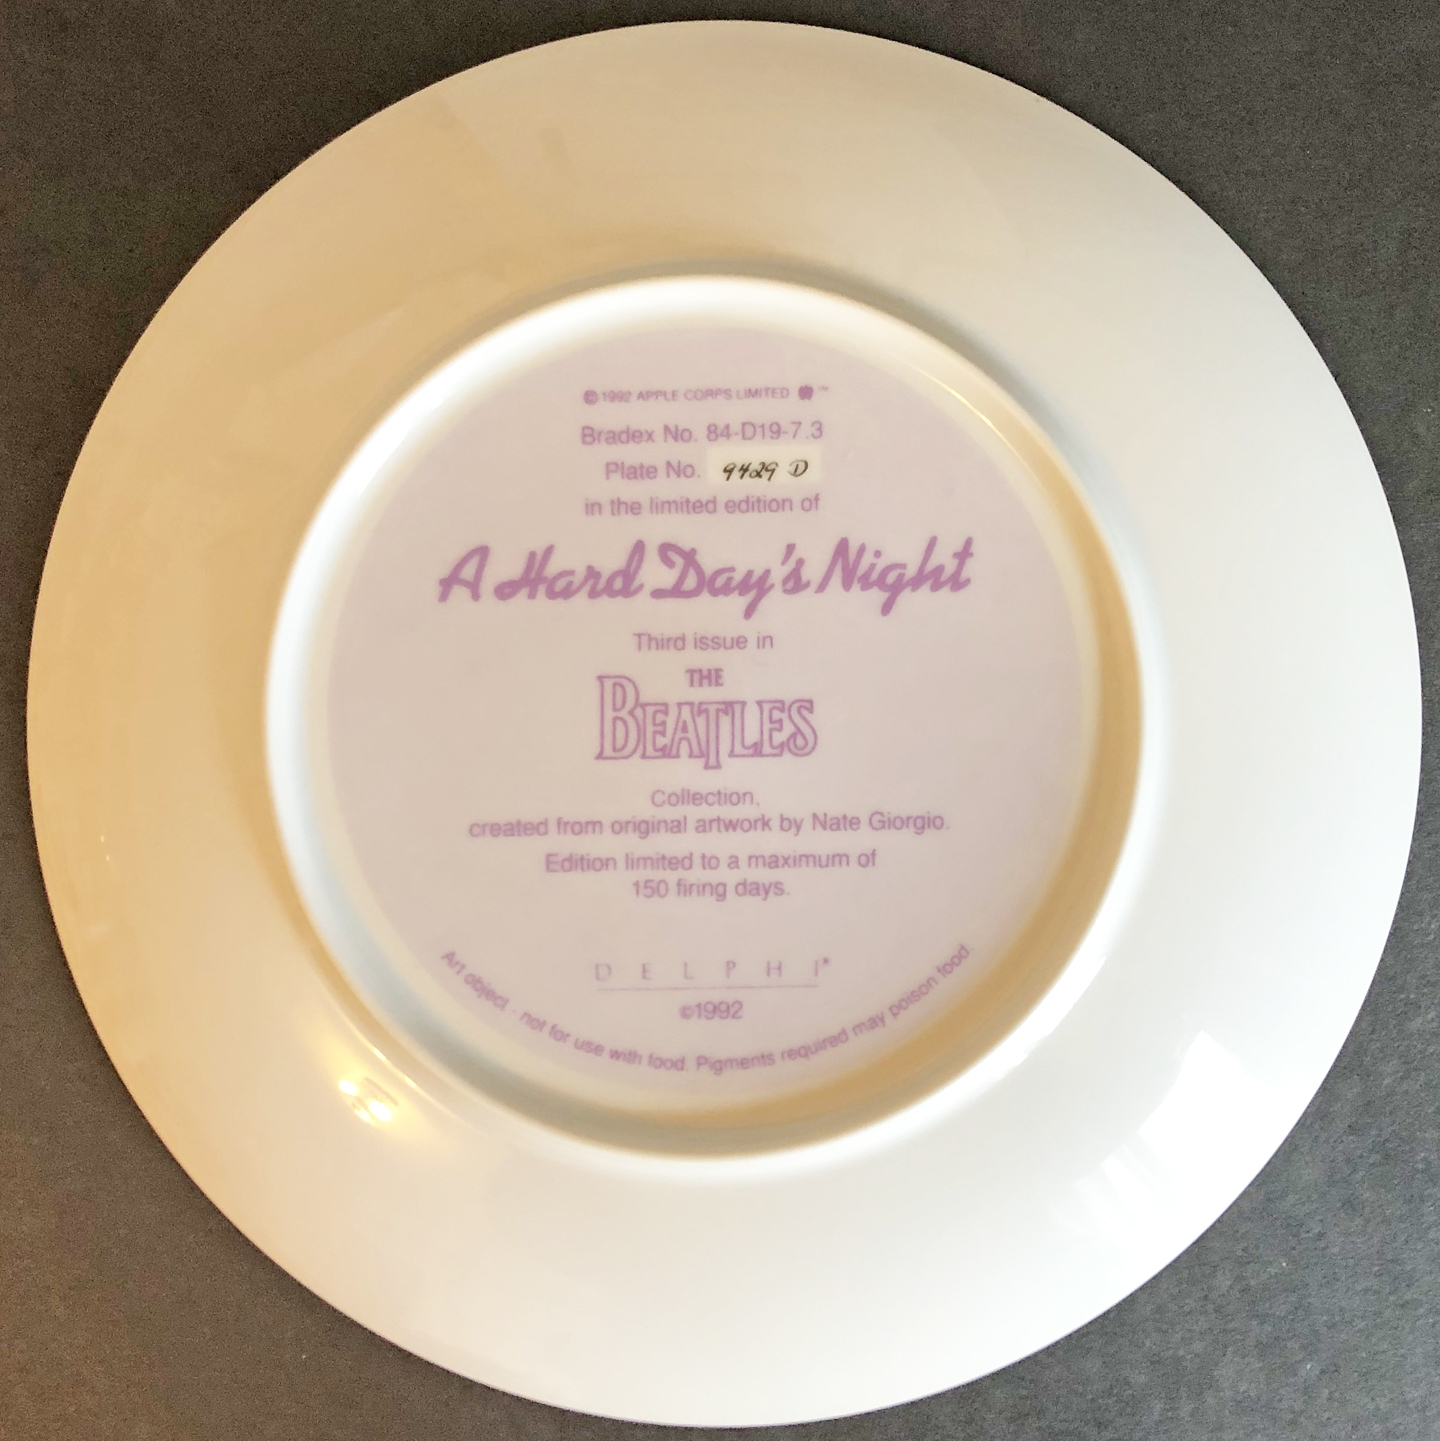 © 1992 APPLE CORPS LIMITED ™
Bradex No. 84-D19-7.3
Plate No. 9429 D
in the limited edition of
A Hard Day's Night
Third issue in
THE
BEATLES
Collection,
created from original artwork by Nate Giorgio.
Edition limited to a maximum of
150 firing days.
DELPHI®
©1992
Art object - not for use with food. Pigments required may poison food.